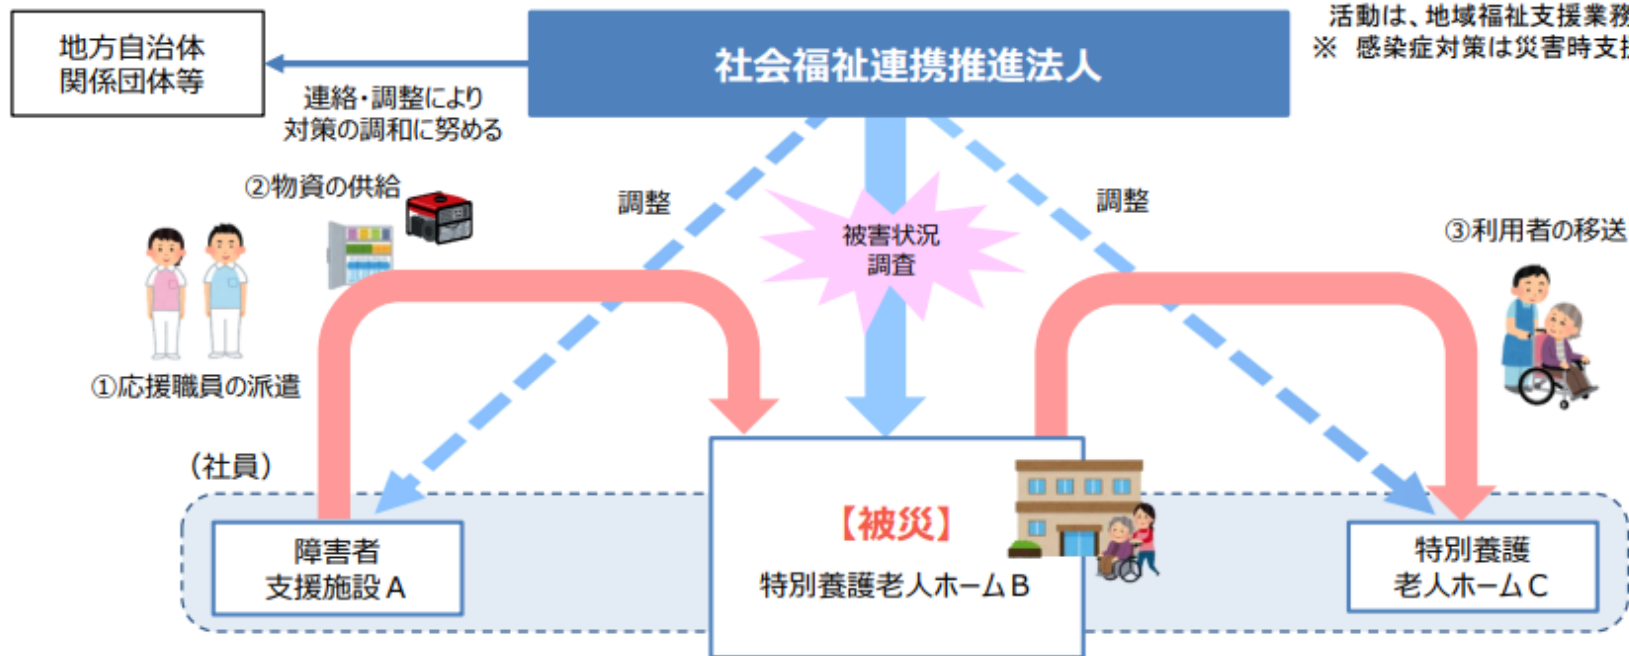 活動は、地域福祉支援業務
※ 感染症対策は災害時支援
地方自治体
関係団体等
社会福祉連携推進法人
連絡・調整により
対策の調和に努める
②物資の供給
調整
被害状況
調査
調整
③利用者の移送
①応援職員の派遣
（社員）
障害者
支援施設A
【被災】
特別養護老人ホームB
特別養護
老人ホームC